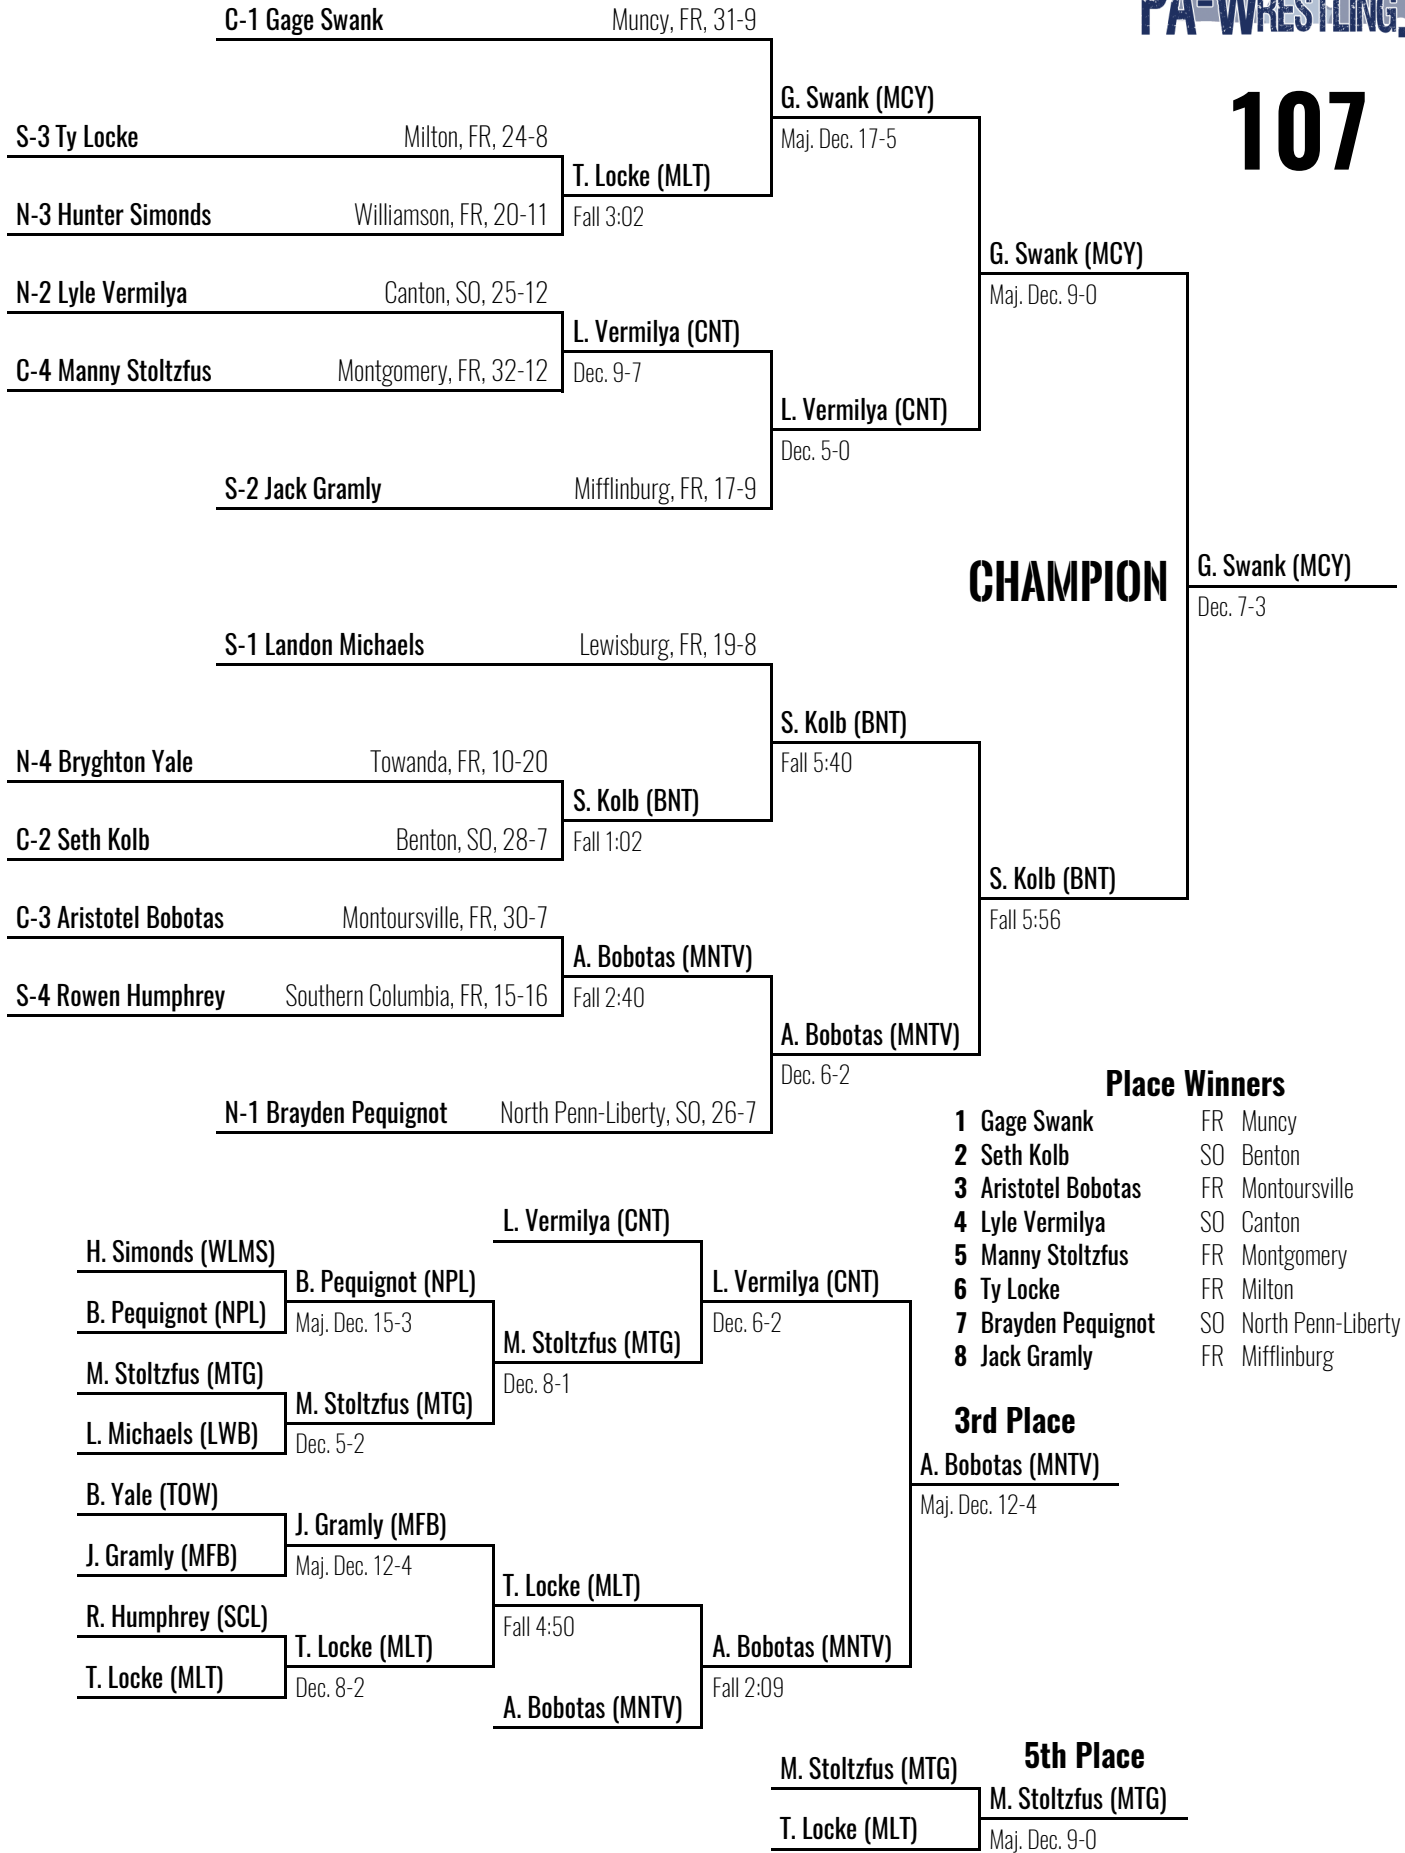 PA-WRESTLING.
107
C-1 Gage Swank Muncy, FR, 31-9
G. Swank (MCY)
Maj. Dec. 17-5
S-3 Ty Locke Milton, FR, 24-8
T. Locke (MLT)
Fall 3:02
N-3 Hunter Simonds Williamson, FR, 20-11
G. Swank (MCY)
Maj. Dec. 9-0
N-2 Lyle Vermilya Canton, SO, 25-12
L. Vermilya (CNT)
Dec. 9-7
C-4 Manny Stoltzfus Montgomery, FR, 32-12
L. Vermilya (CNT)
Dec. 5-0
S-2 Jack Gramly Mifflinburg, FR, 17-9
CHAMPION
G. Swank (MCY)
Dec. 7-3
S-1 Landon Michaels Lewisburg, FR, 19-8
S. Kolb (BNT)
Fall 5:40
N-4 Bryghton Yale Towanda, FR, 10-20
S. Kolb (BNT)
Fall 1:02
C-2 Seth Kolb Benton, SO, 28-7
S. Kolb (BNT)
Fall 5:56
C-3 Aristotel Bobotas Montoursville, FR, 30-7
A. Bobotas (MNTV)
Fall 2:40
S-4 Rowen Humphrey Southern Columbia, FR, 15-16
A. Bobotas (MNTV)
Dec. 6-2
N-1 Brayden Pequignot North Penn-Liberty, SO, 26-7
Place Winners
1 Gage Swank FR Muncy
2 Seth Kolb SO Benton
3 Aristotel Bobotas FR Montoursville
4 Lyle Vermilya SO Canton
5 Manny Stoltzfus FR Montgomery
6 Ty Locke FR Milton
7 Brayden Pequignot SO North Penn-Liberty
8 Jack Gramly FR Mifflinburg
L. Vermilya (CNT)
H. Simonds (WLMS)
B. Pequignot (NPL)
Maj. Dec. 15-3
B. Pequignot (NPL)
L. Vermilya (CNT)
Dec. 6-2
M. Stoltzfus (MTG)
Dec. 8-1
M. Stoltzfus (MTG)
M. Stoltzfus (MTG)
Dec. 5-2
L. Michaels (LWB)
3rd Place
A. Bobotas (MNTV)
Maj. Dec. 12-4
B. Yale (TOW)
J. Gramly (MFB)
Maj. Dec. 12-4
J. Gramly (MFB)
T. Locke (MLT)
Fall 4:50
R. Humphrey (SCL)
T. Locke (MLT)
Dec. 8-2
T. Locke (MLT)
A. Bobotas (MNTV)
Fall 2:09
A. Bobotas (MNTV)
5th Place
M. Stoltzfus (MTG)
M. Stoltzfus (MTG)
Maj. Dec. 9-0
T. Locke (MLT)